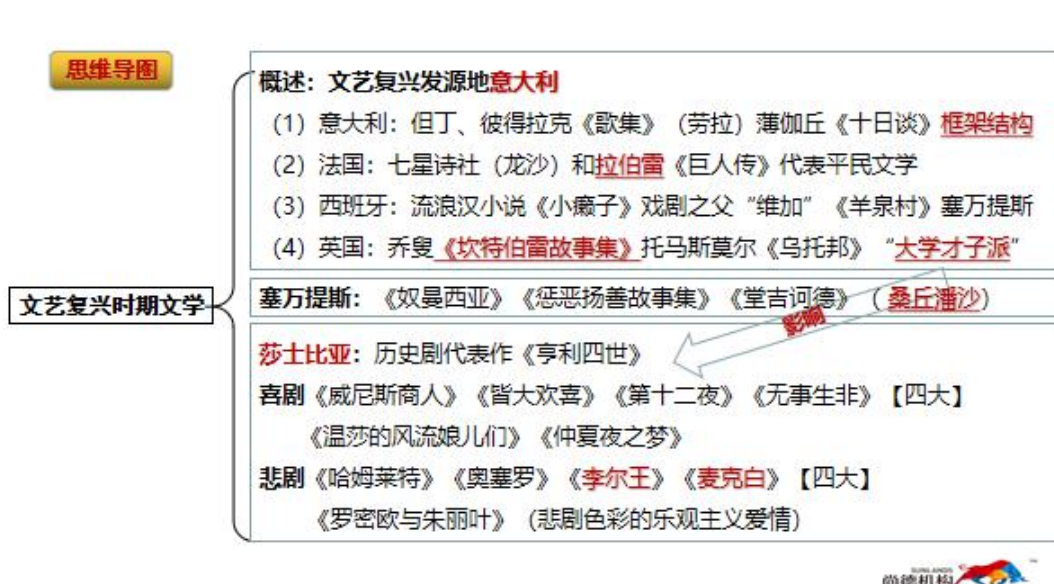 思维导图
概述：文艺复兴发源地意大利
（1）意大利：但丁、彼得拉克《歌集》（劳拉）薄伽丘《十日谈》框架结构
（2）法国：七星诗社（龙沙）和拉伯雷《巨人传》代表平民文学
（3）西班牙：流浪汉小说《小癞子》戏剧之父“维加”《羊泉村》塞万提斯
（4）英国：乔叟《坎特伯雷故事集》托马斯莫尔《乌托邦》“大学才子派”
文艺复兴时期文学
塞万提斯：《奴曼西亚》《惩恶扬善故事集》《堂吉诃德》（桑丘潘沙）
影响
莎士比亚：历史剧代表作《亨利四世》
喜剧《威尼斯商人》《皆大欢喜》《第十二夜》《无事生非》【四大】
《温莎的风流娘儿们》《仲夏夜之梦》
悲剧《哈姆莱特》《奥塞罗》《李尔王》《麦克白》【四大】
《罗密欧与朱丽叶》（悲剧色彩的乐观主义爱情）
尚德机构